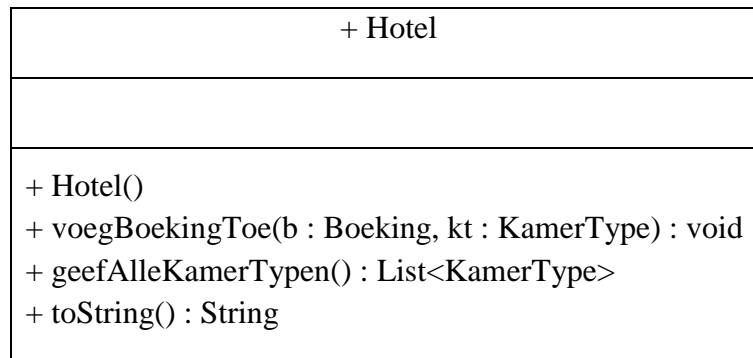 + Hotel
+ Hotel()
+ voegBoekingToe(b : Boeking, kt : KamerType) : void
+ geefAlleKamerTypen() : List<KamerType>
+ toString() : String